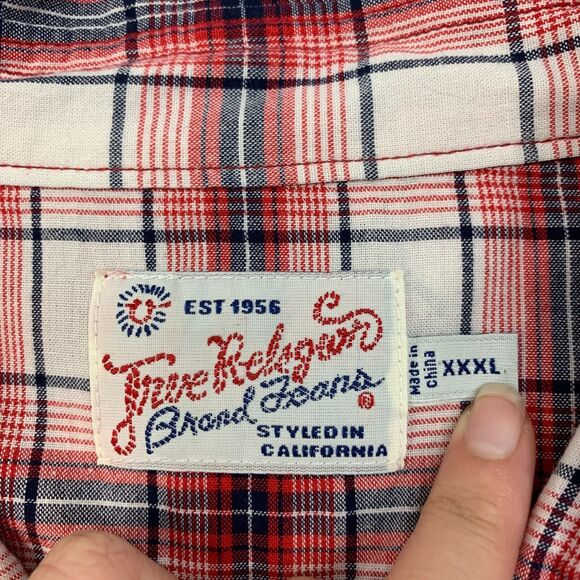 EST 1956
True Religion
Brand Jeans
®
STYLED IN
CALIFORNIA
Made in
China
XXXL